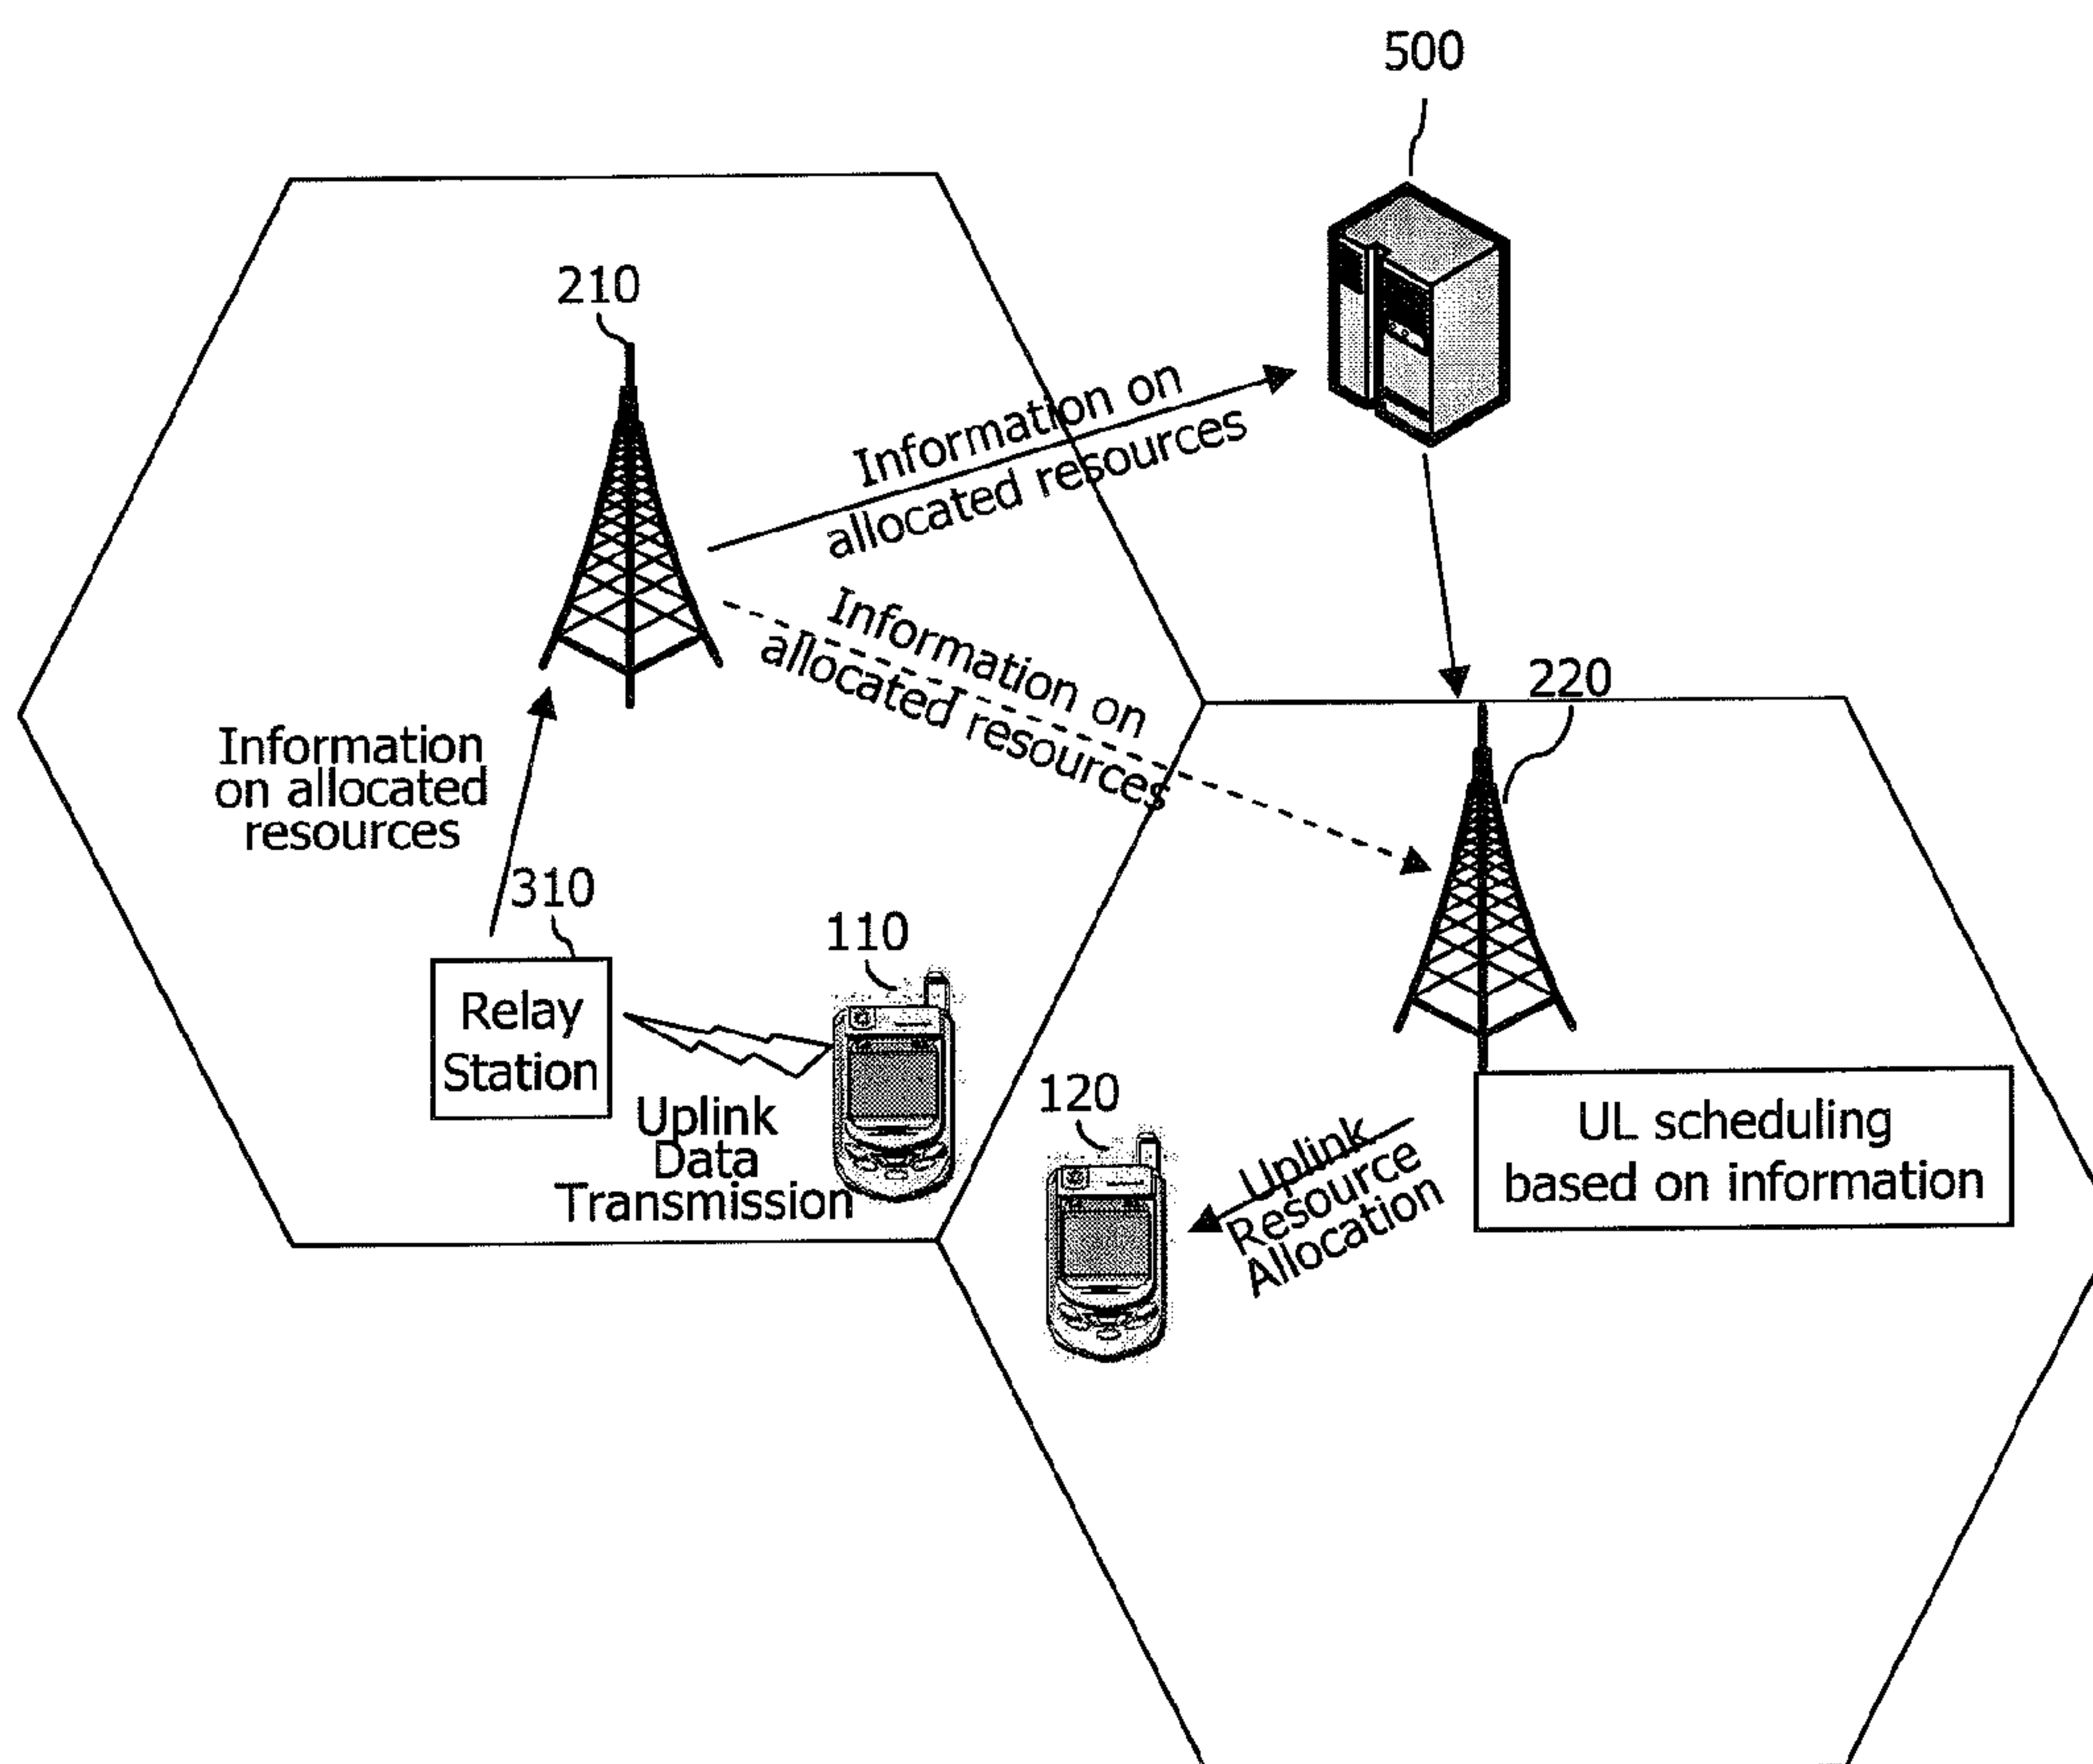 500
210
Information on
allocated resources
Information on
allocated resources
220
Information
on allocated
resources
310
Relay
Station
110
Uplink
Data
Transmission
120
Uplink
Resource
Allocation
UL scheduling
based on information